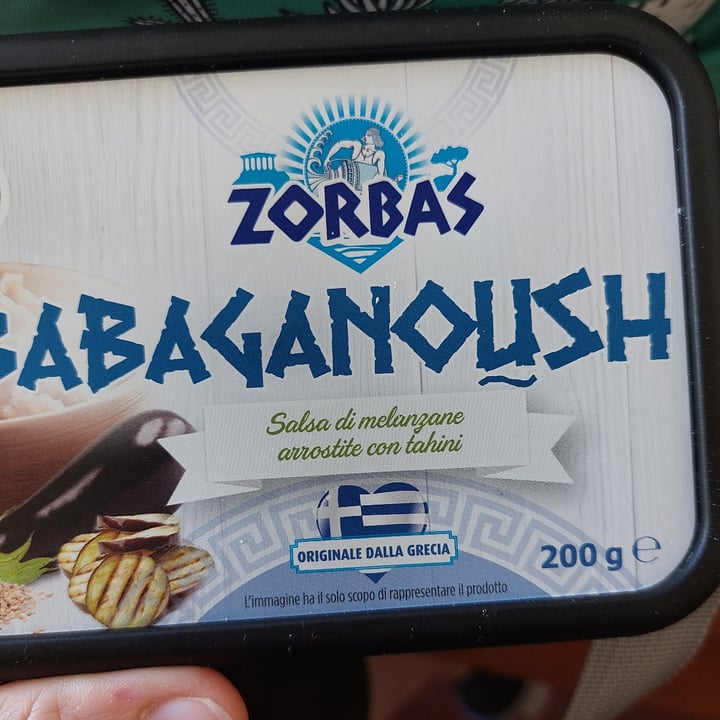 ZORBAS
BABAGANOUSH
Salsa di melanzane
arrostite con tahini
ORIGINALE DALLA GRECIA
200 g ℮
L'immagine ha il solo scopo di rappresentare il prodotto